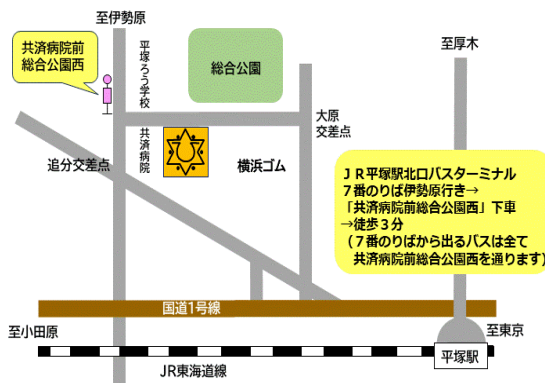 至伊勢原
共済病院前
総合公園西
平塚ろう学校
総合公園
至厚木
大原
交差点
共済病院
追分交差点
横浜ゴム
JR平塚駅北口バスターミナル
7番のりば伊勢原行き→
「共済病院前総合公園西」下車
→徒歩3分
(7番のりばから出るバスは全て
共済病院前総合公園西を通ります)
国道1号線
至小田原
至東京
平塚駅
JR東海道線